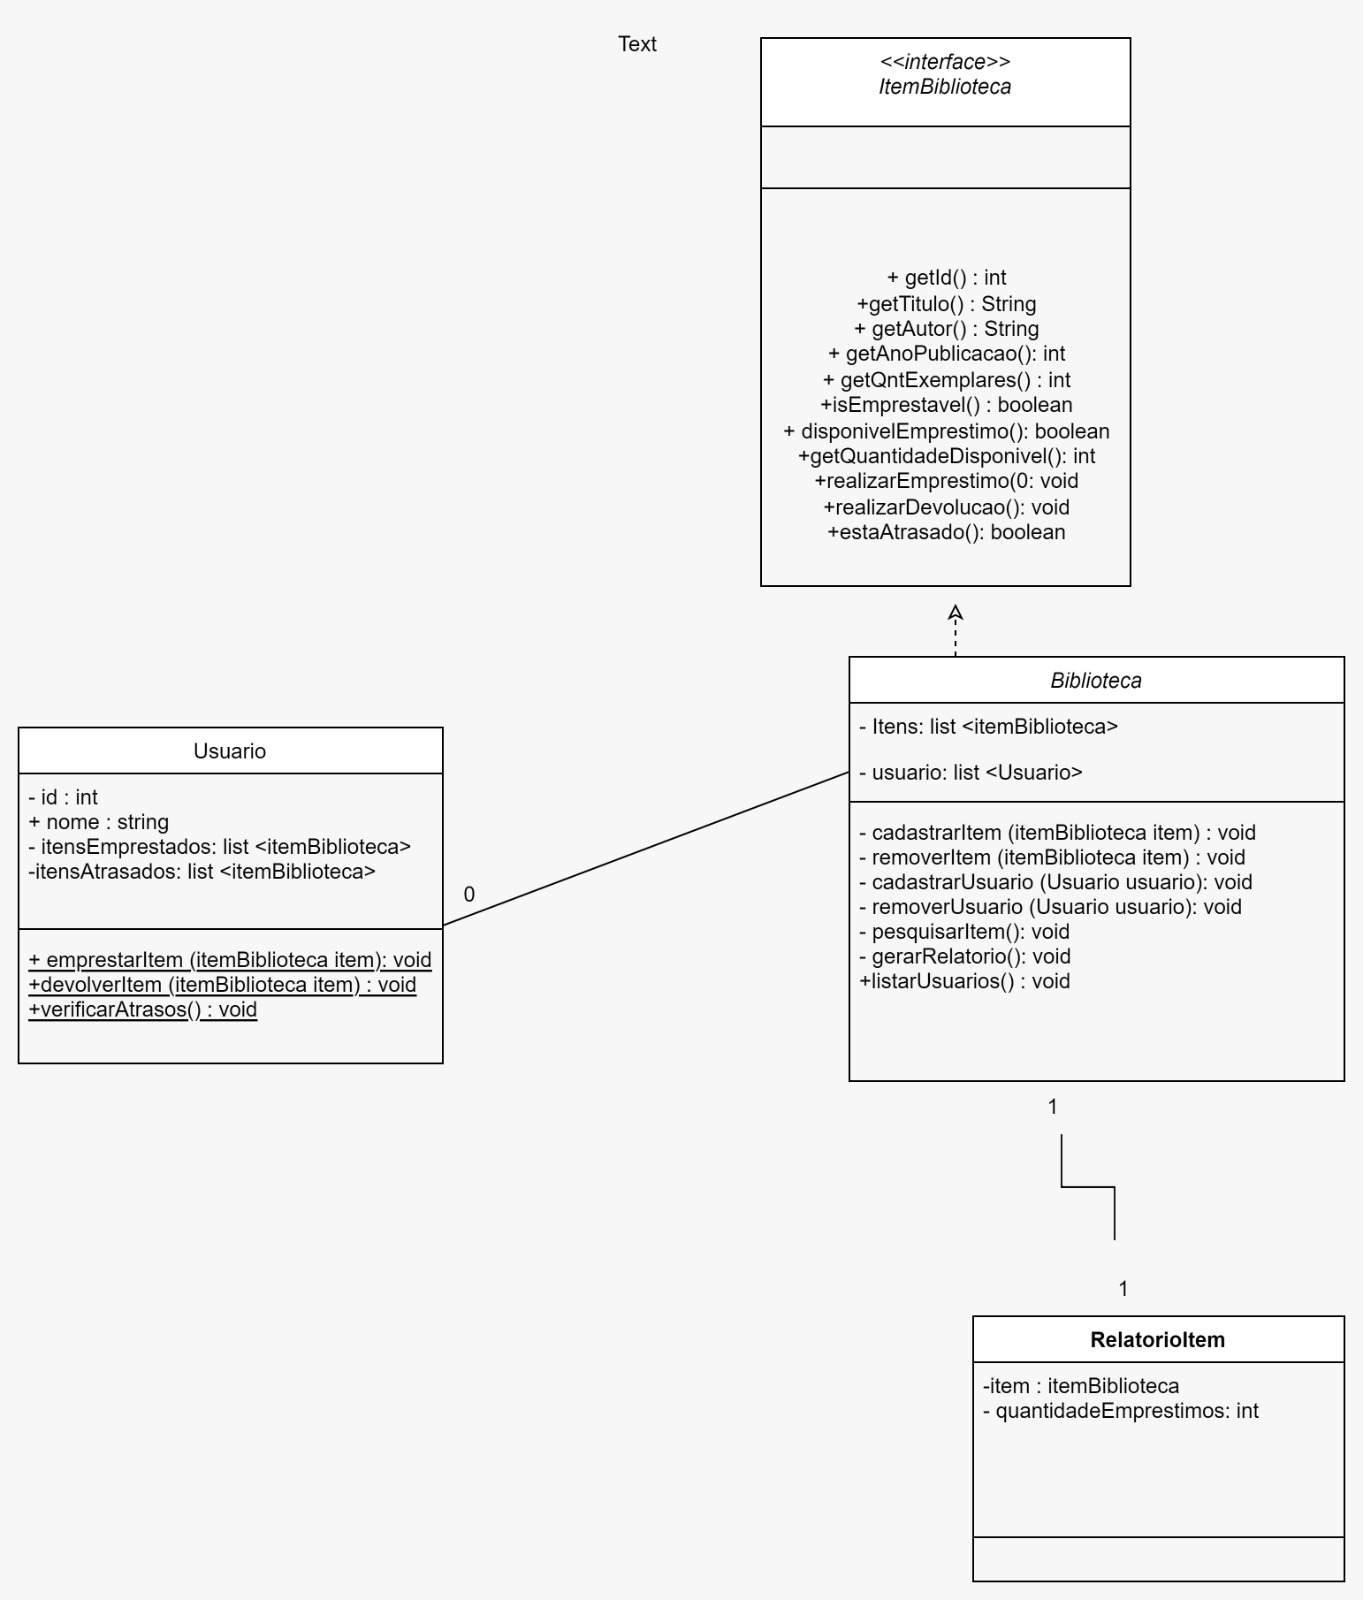 Text
<<interface>>
ItemBiblioteca
+ getId() : int
+getTitulo() : String
+ getAutor() : String
+ getAnoPublicacao(): int
+ getQntExemplares() : int
+isEmprestavel() : boolean
+ disponivelEmprestimo(): boolean
+getQuantidadeDisponivel(): int
+realizarEmprestimo(0: void
+realizarDevolucao(): void
+estaAtrasado(): boolean
Biblioteca
- Itens: list <itemBiblioteca>
- usuario: list <Usuario>
- cadastrarItem (itemBiblioteca item) : void
- removerItem (itemBiblioteca item) : void
- cadastrarUsuario (Usuario usuario): void
- removerUsuario (Usuario usuario): void
- pesquisarItem(): void
- gerarRelatorio(): void
+listarUsuarios() : void
Usuario
- id : int
+ nome : string
- itensEmprestados: list <itemBiblioteca>
-itensAtrasados: list <itemBiblioteca>
0
+ emprestarItem (itemBiblioteca item): void
+devolverItem (itemBiblioteca item) : void
+verificarAtrasos() : void
1
1
RelatorioItem
-item : itemBiblioteca
- quantidadeEmprestimos: int